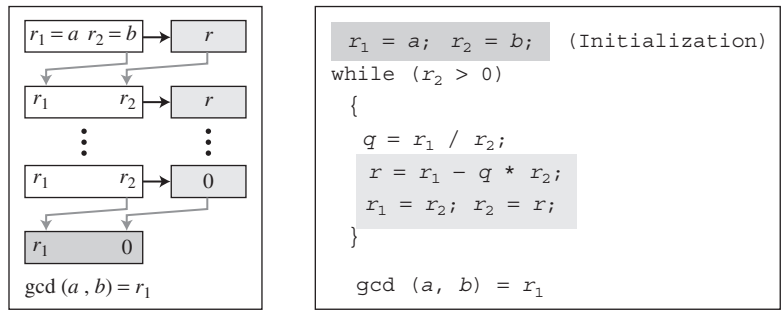 r₁ = a r₂ = b r
r₁ r₂ r
r₁ r₂ 0
r₁ 0
gcd (a , b) = r₁
r₁ = a; r₂ = b; (Initialization)
while (r₂ > 0)
{
q = r₁ / r₂;
r = r₁ − q * r₂;
r₁ = r₂; r₂ = r;
}
gcd (a, b) = r₁